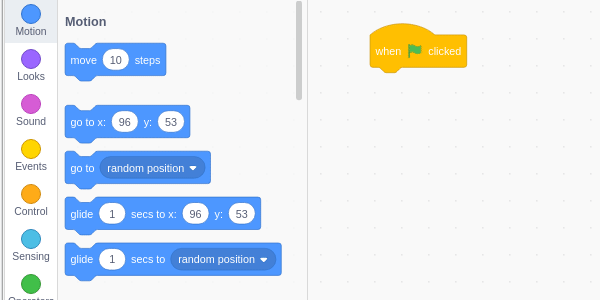 Motion
Looks
Sound
Events
Control
Sensing
Operators
Motion
move 10 steps
go to x: 96 y: 53
go to random position
glide 1 secs to x: 96 y: 53
glide 1 secs to random position
when clicked